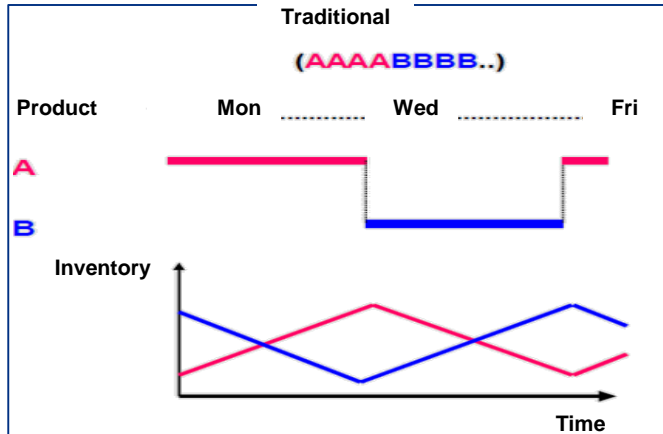 Traditional
(AAAABBBB..)
Product Mon Wed Fri
A
B
Inventory
Time